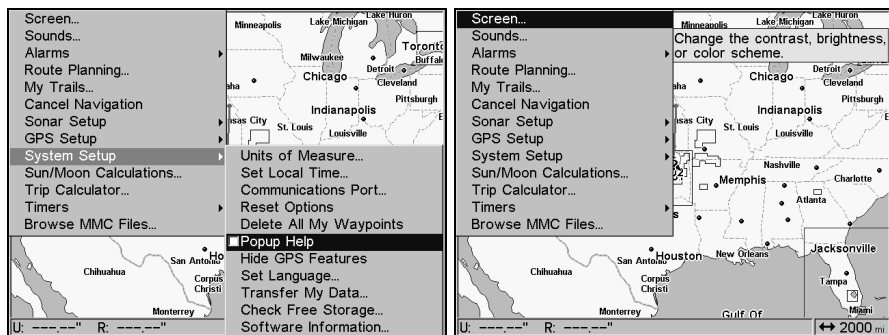 Screen...
Sounds...
Alarms
Route Planning...
My Trails...
Cancel Navigation
Sonar Setup
GPS Setup
System Setup
Sun/Moon Calculations...
Trip Calculator...
Timers
Browse MMC Files...
Units of Measure...
Set Local Time...
Communications Port...
Reset Options
Delete All My Waypoints
Popup Help
Hide GPS Features
Set Language...
Transfer My Data...
Check Free Storage...
Software Information...
Minneapolis
Lake Michigan
Lake Huron
Toronto
Buffalo
Milwaukee
Detroit
Chicago
Cleveland
Pittsburgh
Indianapolis
St. Louis
Louisville
San Antonio
Chihuahua
Corpus
Christi
Monterrey
U: ---.--" R: ---.--"
Screen...
Sounds...
Alarms
Route Planning...
My Trails...
Cancel Navigation
Sonar Setup
GPS Setup
System Setup
Sun/Moon Calculations...
Trip Calculator...
Timers
Browse MMC Files...
Change the contrast, brightness,
or color scheme.
Minneapolis
Lake Michigan
Lake Huron
Chicago
Detroit
Cleveland
Pittsburgh
Indianapolis
St. Louis
Louisville
Nashville
Memphis
Charlotte
Atlanta
San Antonio
Houston
New Orleans
Jacksonville
Chihuahua
Corpus
Christi
Tampa
Monterrey
Gulf Of
Miami
U: ---.--" R: ---.--"
↔ 2000 mi